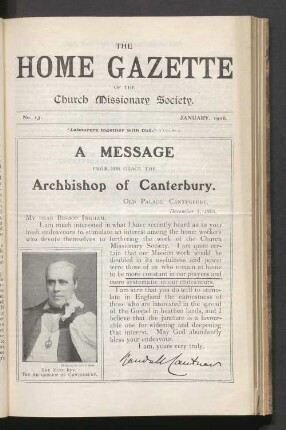 THE
HOME GAZETTE
OF THE
Church Missionary Society.
No. 13. JANUARY, 1906.
"Labourers together with God."
A MESSAGE
FROM HIS GRACE THE
Archbishop of Canterbury.
OLD PALACE, CANTERBURY,
December 1, 1905.
MY DEAR BISHOP INGHAM,
I am much interested in what I have recently heard as to your
fresh endeavours to stimulate an interest among the home workers
who devote themselves to furthering the work of the Church
Missionary Society. I am quite cer-
tain that our Mission work would be
doubled in its usefulness and power
were those of us who remain at home
to be more constant in our prayers and
more systematic in our endeavours.
I am sure that you do well to stimu-
late in England the earnestness of
those who are interested in the spread
of the Gospel in heathen lands, and I
believe that the juncture is a favour-
able one for widening and deepening
that interest. May God abundantly
bless your endeavour.
I am, yours very truly,
Randall Cantuar
THE MOST REV.
THE ARCHBISHOP OF CANTERBURY.